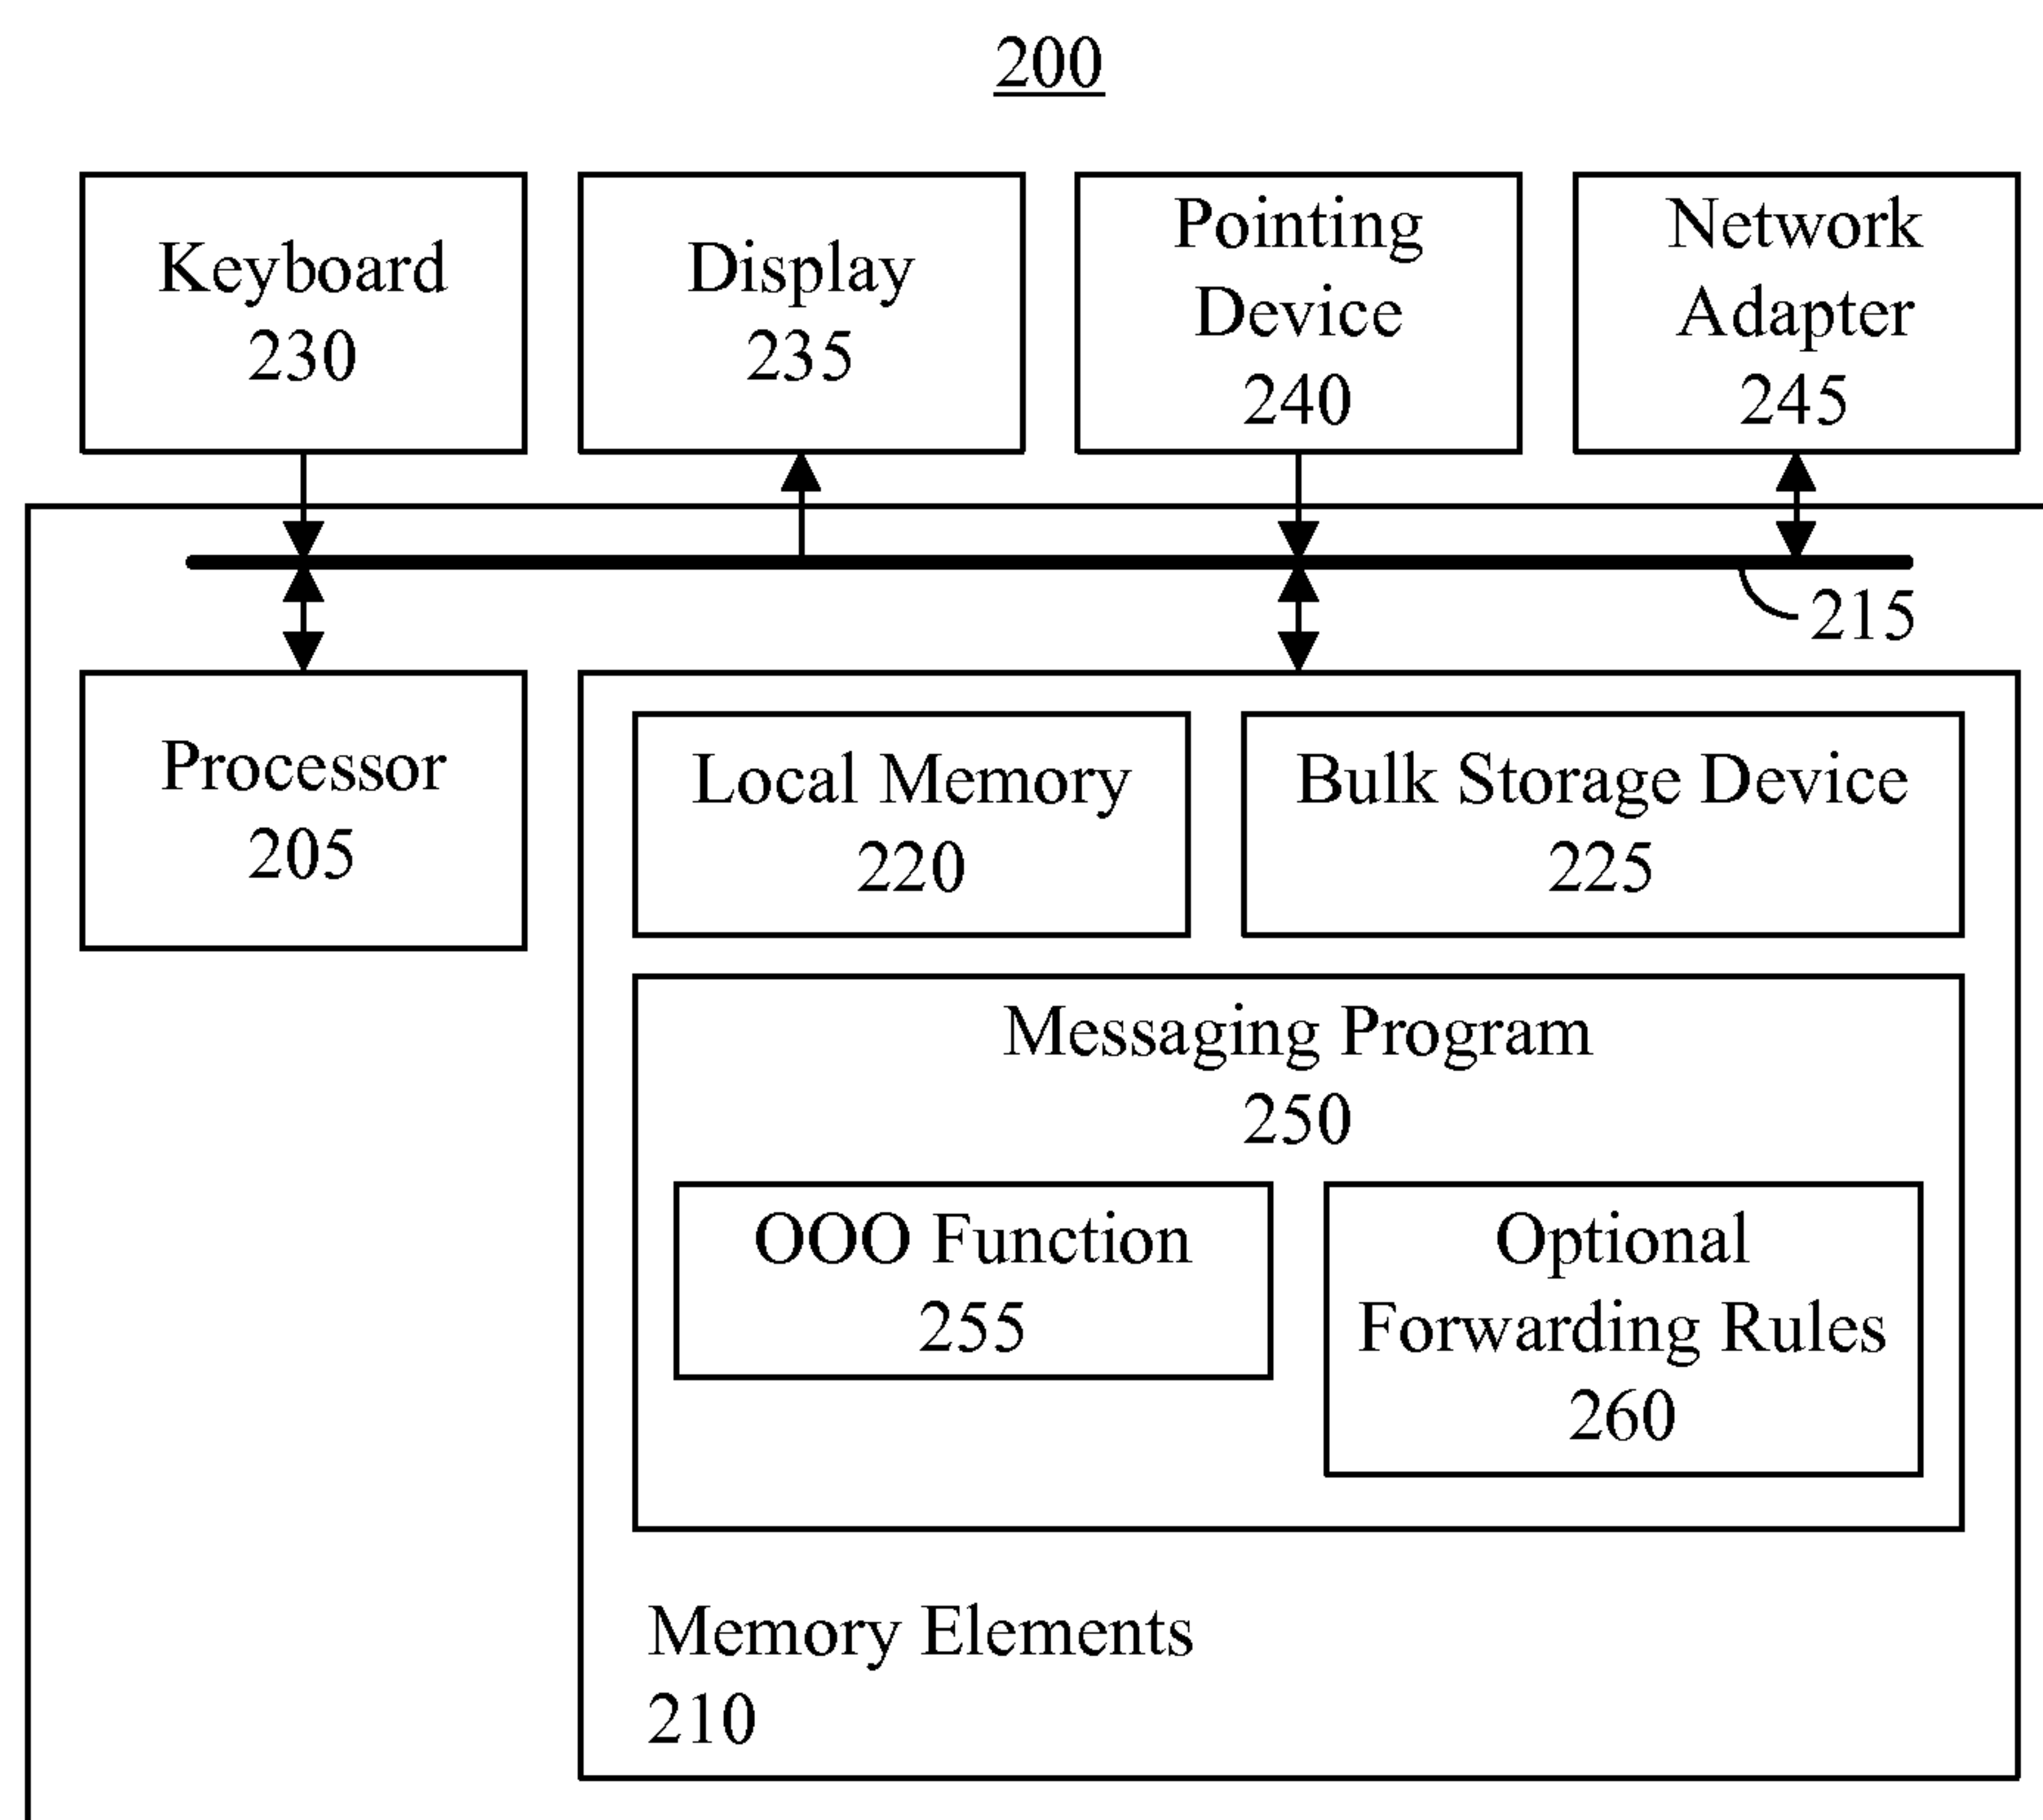 200
Keyboard
230
Display
235
Pointing
Device
240
Network
Adapter
245
215
Processor
205
Local Memory
220
Bulk Storage Device
225
Messaging Program
250
OOO Function
255
Optional
Forwarding Rules
260
Memory Elements
210